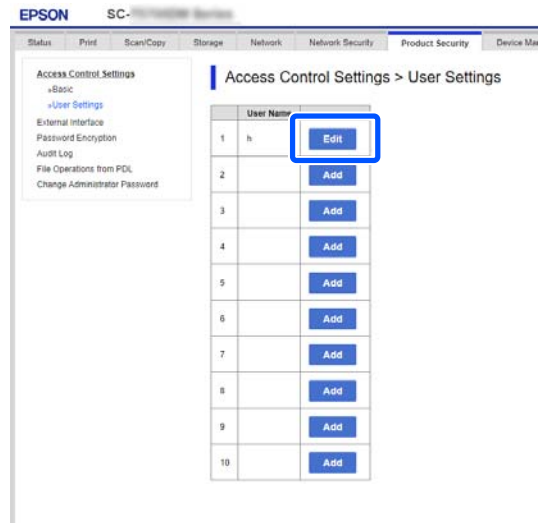 EPSON SC-
Status Print Scan/Copy Storage Network Network Security Product Security Device Ma
Access Control Settings
»Basic
»User Settings
External Interface
Password Encryption
Audit Log
File Operations from PDL
Change Administrator Password
Access Control Settings > User Settings
User Name
1 h Edit
2 Add
3 Add
4 Add
5 Add
6 Add
7 Add
8 Add
9 Add
10 Add